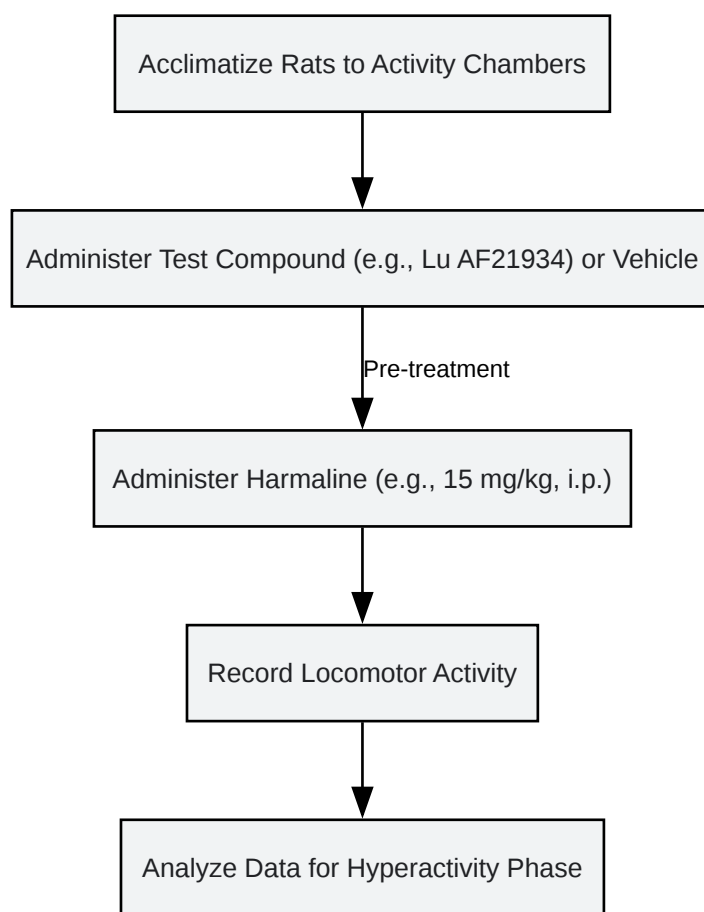 Acclimatize Rats to Activity Chambers
Administer Test Compound (e.g., Lu AF21934) or Vehicle
Pre-treatment
Administer Harmaline (e.g., 15 mg/kg, i.p.)
Record Locomotor Activity
Analyze Data for Hyperactivity Phase